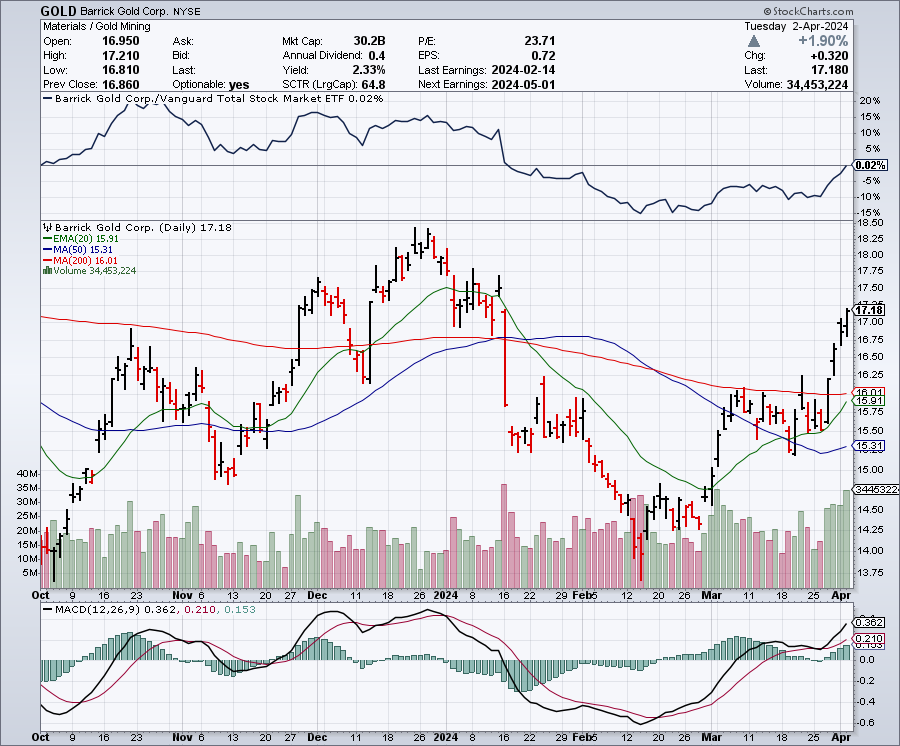 GOLD Barrick Gold Corp. NYSE © StockCharts.com
Materials / Gold Mining Tuesday 2-Apr-2024
Open: 16.950 Ask: Mkt Cap: 30.2B P/E: 23.71 +1.90%
High: 17.210 Bid: Annual Dividend: 0.4 EPS: 0.72 Chg: +0.320
Low: 16.810 Last: Yield: 2.33% Last Earnings: 2024-02-14 Last: 17.180
Prev Close: 16.860 Optionable: yes SCTR (LrgCap): 64.8 Next Earnings: 2024-05-01 Volume: 34,453,224
Barrick Gold Corp./Vanguard Total Stock Market ETF 0.02%
20%
15%
10%
5%
0.02%
-5%
-10%
-15%
Barrick Gold Corp. (Daily) 17.18
EMA(20) 15.91
MA(50) 15.31
MA(200) 16.01
Volume 34,453,224
18.50
18.25
18.00
17.75
17.50
17.18
17.00
16.75
16.50
16.25
16.01
15.91
15.75
15.50
15.31
15.00
34453224
14.50
14.25
14.00
13.75
40M
35M
30M
25M
20M
15M
10M
5M
Oct 9 16 23 Nov 6 13 20 27 Dec 11 18 26 2024 8 16 22 29 Feb 5 12 20 26 Mar 11 18 25 Apr
MACD(12,26,9) 0.362, 0.210, 0.153
0.362
0.210
0.0
-0.2
-0.4
-0.6
Oct 9 16 23 Nov 6 13 20 27 Dec 11 18 26 2024 8 16 22 29 Feb 5 12 20 26 Mar 11 18 25 Apr